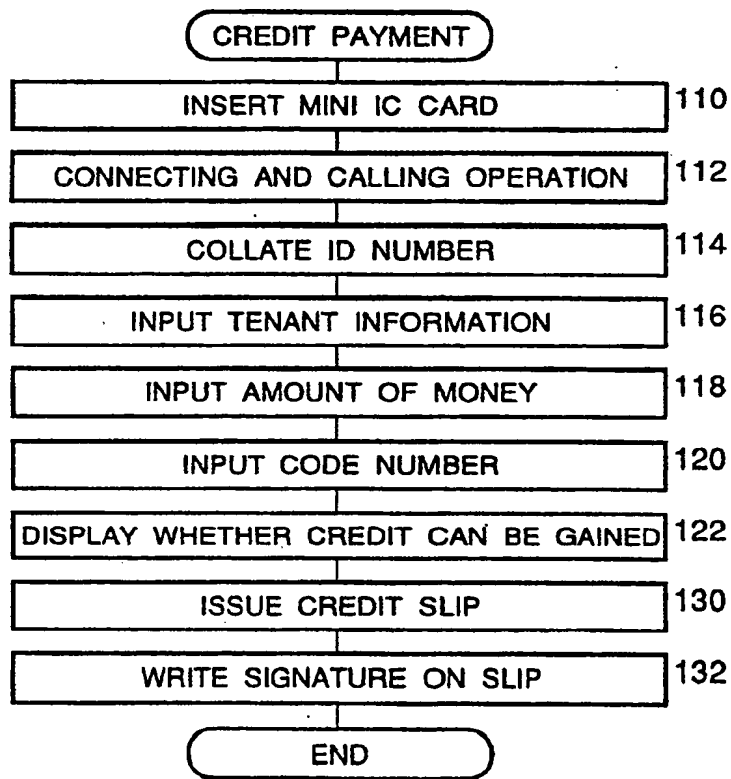 CREDIT PAYMENT
INSERT MINI IC CARD 110
CONNECTING AND CALLING OPERATION 112
COLLATE ID NUMBER 114
INPUT TENANT INFORMATION 116
INPUT AMOUNT OF MONEY 118
INPUT CODE NUMBER 120
DISPLAY WHETHER CREDIT CAN BE GAINED 122
ISSUE CREDIT SLIP 130
WRITE SIGNATURE ON SLIP 132
END